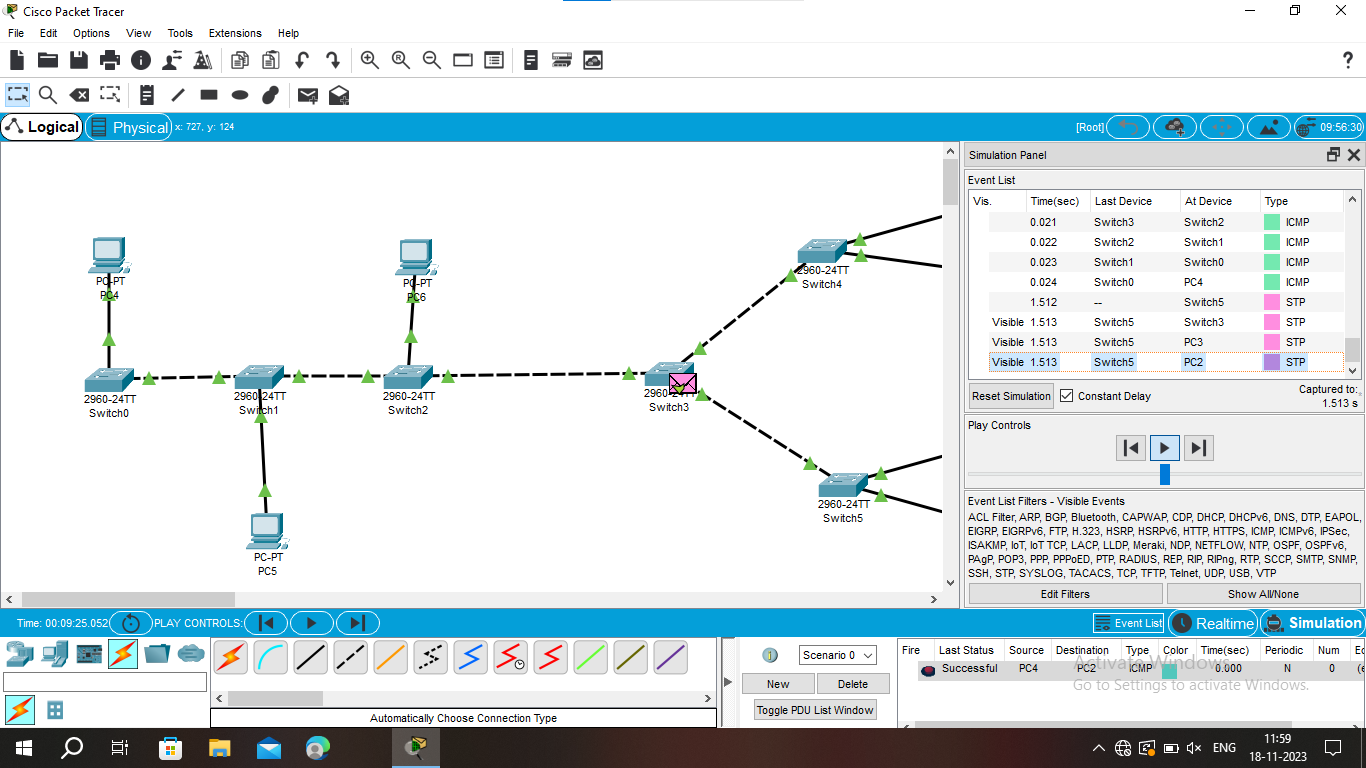 Cisco Packet Tracer
File Edit Options View Tools Extensions Help
Logical Physical x: 727, y: 124 [Root] 09:56:30
PC-PT
PC4
PC-PT
PC6
2960-24TT
Switch4
2960-24TT
Switch0
2960-24TT
Switch1
2960-24TT
Switch2
2960-24TT
Switch3
2960-24TT
Switch5
PC-PT
PC5
Simulation Panel
Event List
Vis. Time(sec) Last Device At Device Type
0.021 Switch3 Switch2 ICMP
0.022 Switch2 Switch1 ICMP
0.023 Switch1 Switch0 ICMP
0.024 Switch0 PC4 ICMP
1.512 -- Switch5 STP
Visible 1.513 Switch5 Switch3 STP
Visible 1.513 Switch5 PC3 STP
Visible 1.513 Switch5 PC2 STP
Reset Simulation Constant Delay Captured to:
1.513 s
Play Controls
Event List Filters - Visible Events
ACL Filter, ARP, BGP, Bluetooth, CAPWAP, CDP, DHCP, DHCPv6, DNS, DTP, EAPOL,
EIGRP, EIGRPv6, FTP, H.323, HSRP, HSRPv6, HTTP, HTTPS, ICMP, ICMPv6, IPSec,
ISAKMP, IoT, IoT TCP, LACP, LLDP, Meraki, NDP, NETFLOW, NTP, OSPF, OSPFv6,
PAgP, POP3, PPP, PPPoED, PTP, RADIUS, REP, RIP, RIPng, RTP, SCCP, SMTP, SNMP,
SSH, STP, SYSLOG, TACACS, TCP, TFTP, Telnet, UDP, USB, VTP
Edit Filters Show All/None
Time: 00:09:25.052 PLAY CONTROLS: Event List Realtime Simulation
Automatically Choose Connection Type
Scenario 0
New Delete
Toggle PDU List Window
Fire Last Status Source Destination Type Color Time(sec) Periodic Num Ed
Successful PC4 PC2 ICMP 0.000 N 0 (e
Activate Windows
Go to Settings to activate Windows.
ENG
11:59
18-11-2023